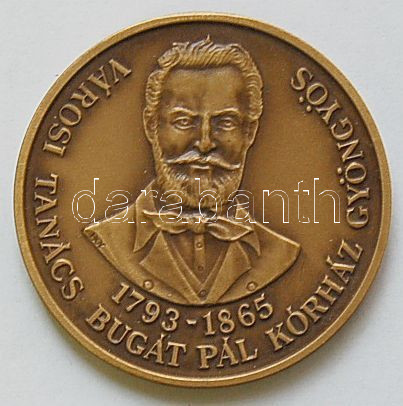 VÁROSI TANÁCS BUGÁT PÁL KÓRHÁZ GYÖNGYÖS
1793-1865
darabanth